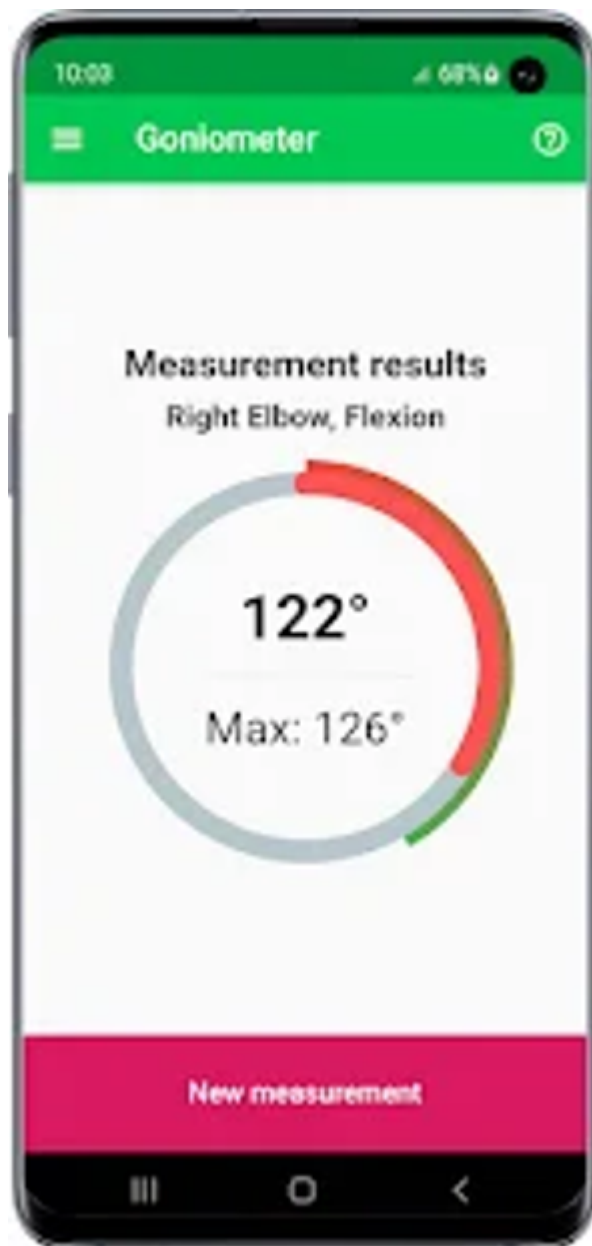 10:03
68%
Goniometer
Measurement results
Right Elbow, Flexion
122°
Max: 126°
New measurement